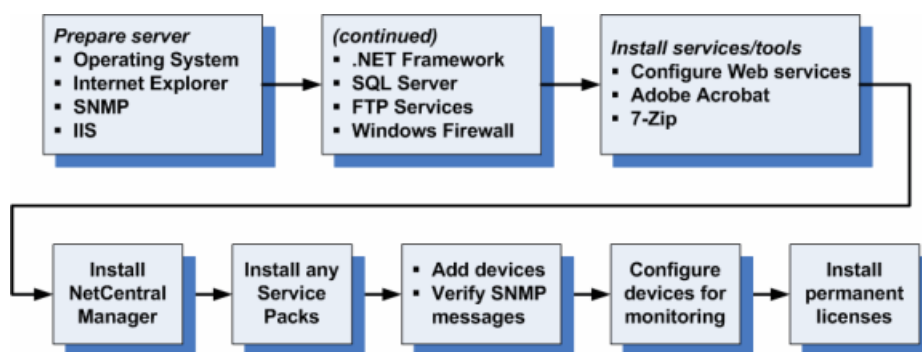 Prepare server
▪ Operating System
▪ Internet Explorer
▪ SNMP
▪ IIS
(continued)
▪ .NET Framework
▪ SQL Server
▪ FTP Services
▪ Windows Firewall
Install services/tools
▪ Configure Web services
▪ Adobe Acrobat
▪ 7-Zip
Install
NetCentral
Manager
Install any
Service
Packs
▪ Add devices
▪ Verify SNMP
messages
Configure
devices for
monitoring
Install
permanent
licenses